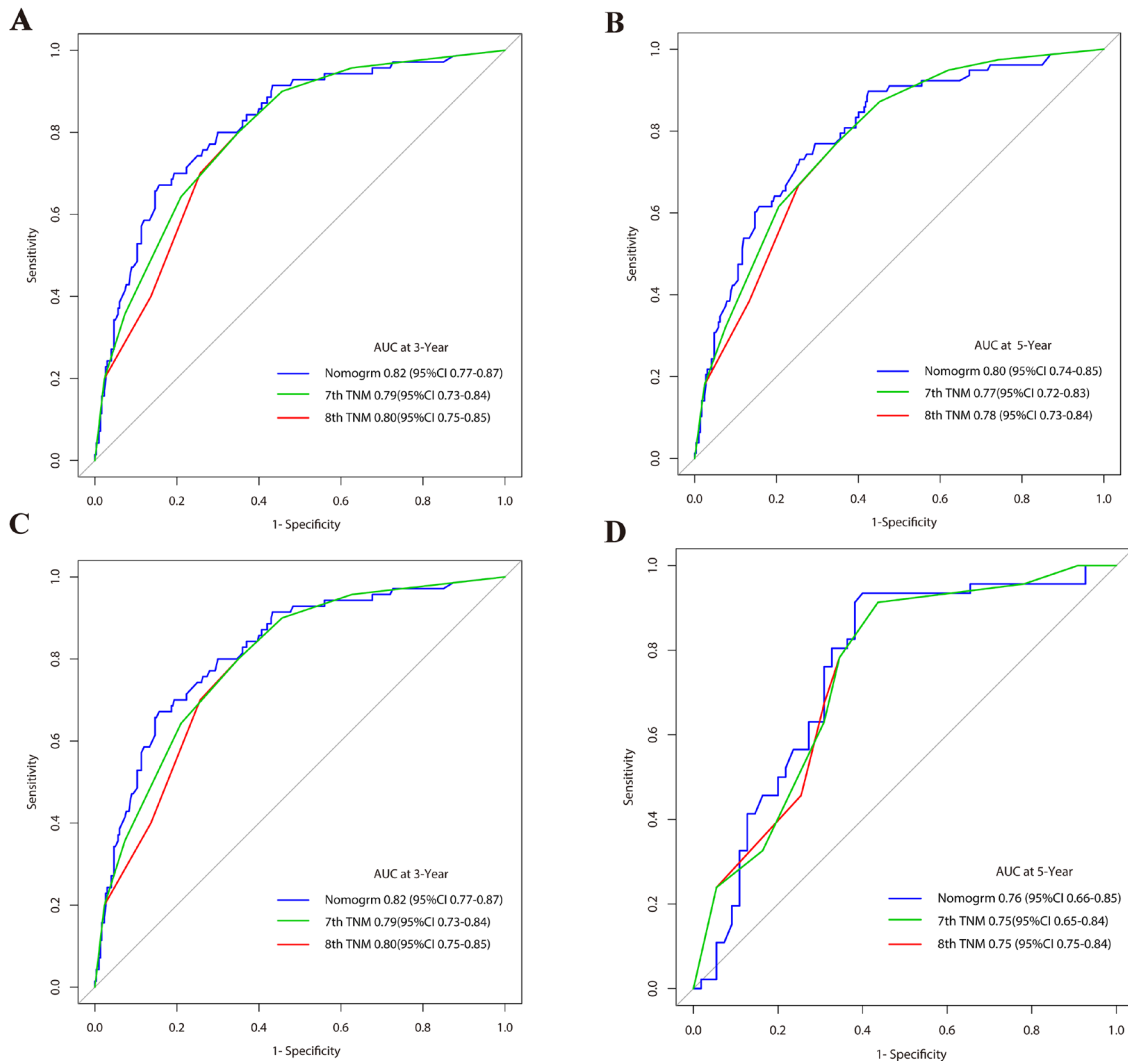 A
1.0
0.8
0.6
0.4
0.2
0.0
Sensitivity
AUC at 3-Year
Nomogrm 0.82 (95%CI 0.77-0.87)
7th TNM 0.79(95%CI 0.73-0.84)
8th TNM 0.80(95%CI 0.75-0.85)
0.0 0.2 0.4 0.6 0.8 1.0
1- Specificity
B
1.0
0.8
0.6
0.4
0.2
0.0
Sensitivity
AUC at 5-Year
Nomogrm 0.80 (95%CI 0.74-0.85)
7th TNM 0.77(95%CI 0.72-0.83)
8th TNM 0.78 (95%CI 0.73-0.84)
0.0 0.2 0.4 0.6 0.8 1.0
1-Specificity
C
1.0
0.8
0.6
0.4
0.2
0.0
Sensitivity
AUC at 3-Year
Nomogrm 0.82 (95%CI 0.77-0.87)
7th TNM 0.79(95%CI 0.73-0.84)
8th TNM 0.80(95%CI 0.75-0.85)
0.0 0.2 0.4 0.6 0.8 1.0
1- Specificity
D
1.0
0.8
0.6
0.4
0.2
0.0
Sensitivity
AUC at 5-Year
Nomogrm 0.76 (95%CI 0.66-0.85)
7th TNM 0.75(95%CI 0.65-0.84)
8th TNM 0.75 (95%CI 0.75-0.84)
0.0 0.2 0.4 0.6 0.8 1.0
1- Specificity